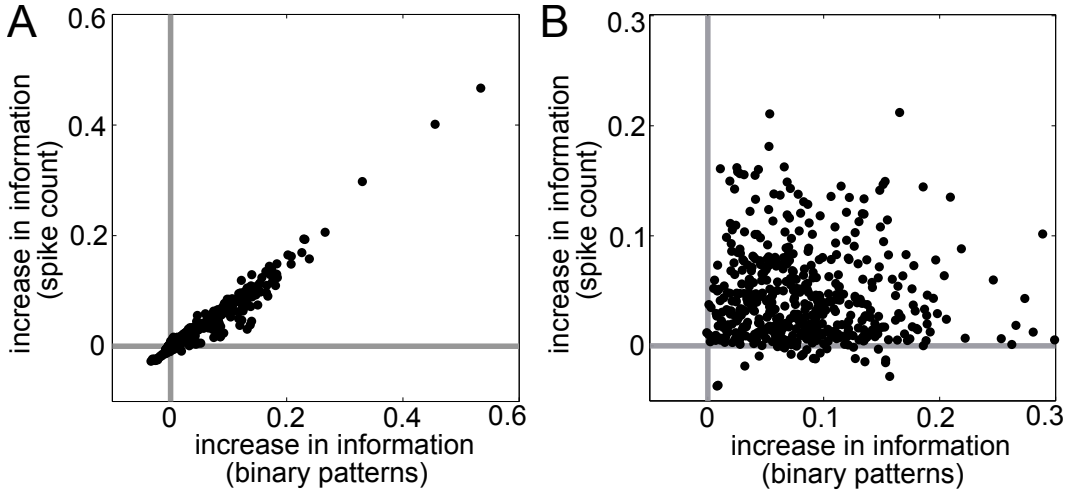 A
0.6
0.4
0.2
0
0
0.2
0.4
0.6
increase in information
(spike count)
increase in information
(binary patterns)
B
0.3
0.2
0.1
0
0
0.1
0.2
0.3
increase in information
(spike count)
increase in information
(binary patterns)